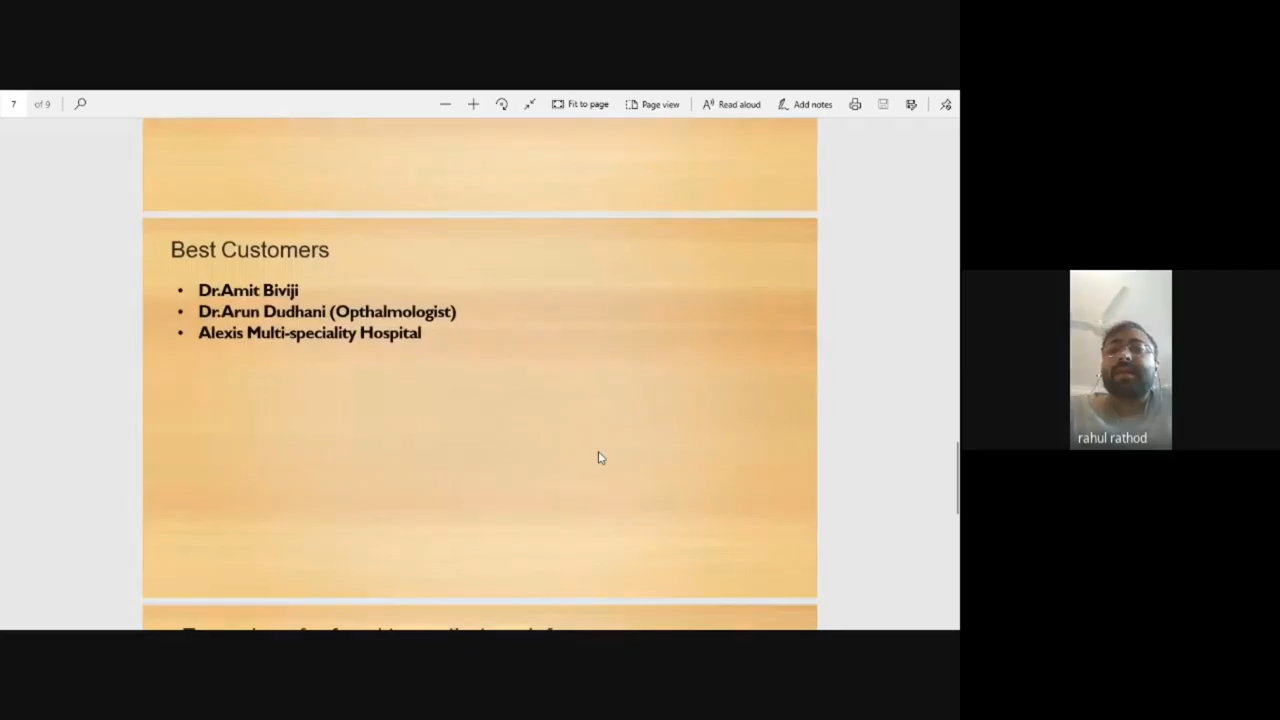 7 of 9 Fit to page Page view Read aloud Add notes
Best Customers
• Dr.Amit Biviji
• Dr.Arun Dudhani (Opthalmologist)
• Alexis Multi-speciality Hospital
rahul rathod